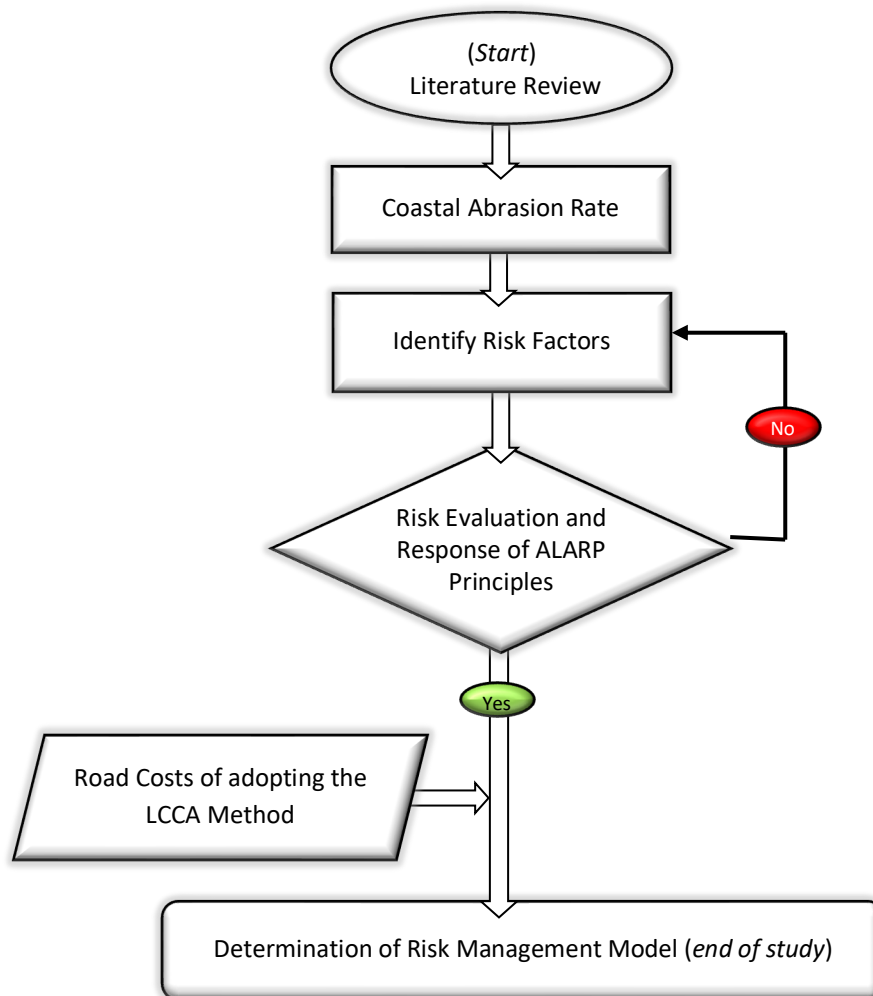 (Start)
Literature Review
Coastal Abrasion Rate
Identify Risk Factors
No
Risk Evaluation and
Response of ALARP
Principles
Yes
Road Costs of adopting the
LCCA Method
Determination of Risk Management Model (end of study)